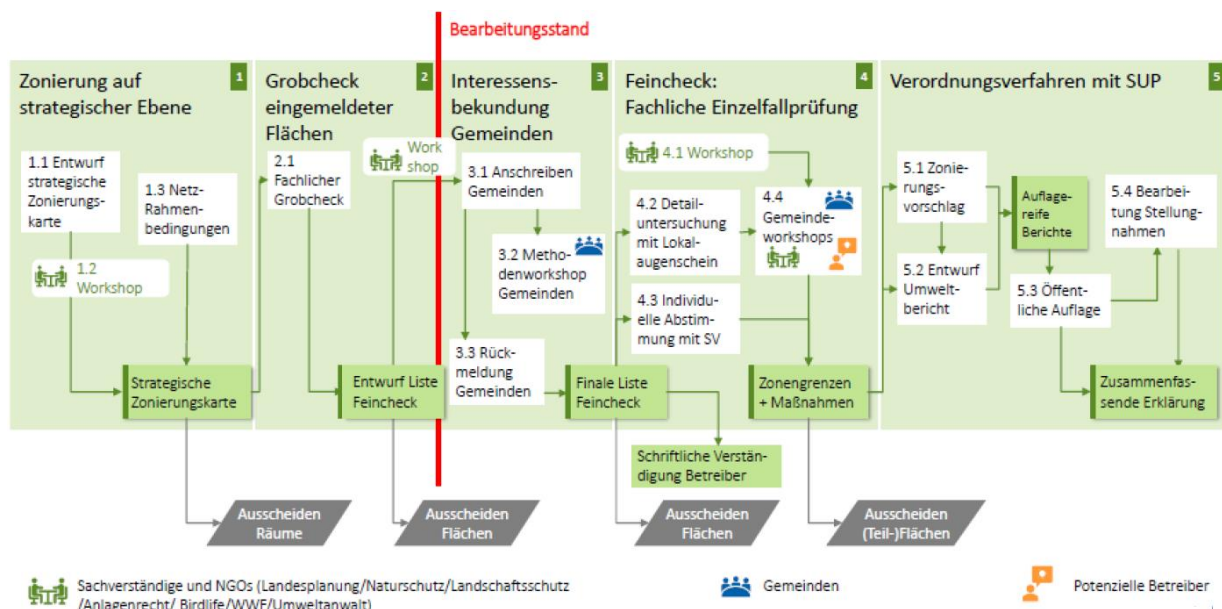 Bearbeitungsstand
Zonierung auf
strategischer Ebene
1
1.1 Entwurf
strategische
Zonierungs-
karte
1.3 Netz-
Rahmen-
bedingungen
1.2
Workshop
Strategische
Zonierungskarte
Grobcheck
eingemeldeter
Flächen
2
Work
shop
2.1
Fachlicher
Grobcheck
Entwurf Liste
Feincheck
Interessens-
bekundung
Gemeinden
3
3.1 Anschreiben
Gemeinden
3.2 Metho-
denworkshop
Gemeinden
3.3 Rück-
meldung
Gemeinden
Finale Liste
Feincheck
Feincheck:
Fachliche Einzelfallprüfung
4
4.1 Workshop
4.2 Detail-
untersuchung
mit Lokal-
augenschein
4.4
Gemeinde-
workshops
4.3 Individu-
elle Abstim-
mung mit SV
Zonengrenzen
+ Maßnahmen
Schriftliche Verstän-
digung Betreiber
Verordnungsverfahren mit SUP
5
5.1 Zonie-
rungs-
vorschlag
5.2 Entwurf
Umwelt-
bericht
Auflage-
reife
Berichte
5.3 Öffent-
liche Auflage
5.4 Bearbei-
tung Stellung-
nahmen
Zusammenfas-
sende Erklärung
Ausscheiden
Räume
Ausscheiden
Flächen
Ausscheiden
Flächen
Ausscheiden
(Teil-)Flächen
Sachverständige und NGOs (Landesplanung/Naturschutz/Landschaftsschutz
/Anlagenrecht/ Birdlife/WWF/Umweltanwalt)
Gemeinden
Potenzielle Betreiber